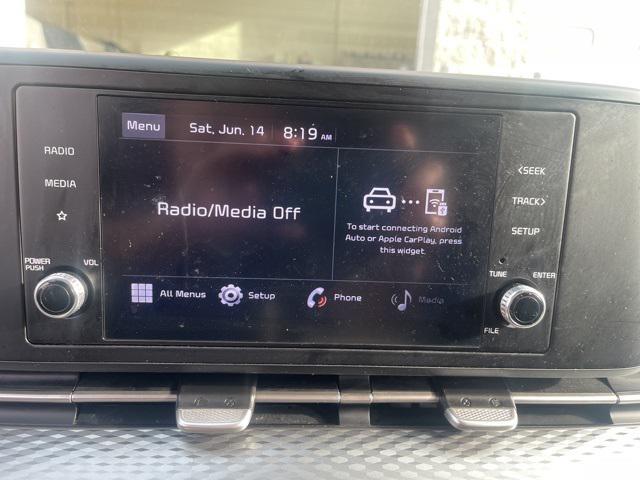 RADIO
MEDIA
POWER
PUSH
VOL
Menu
Sat, Jun. 14
8:19 AM
Radio/Media Off
To start connecting Android
Auto or Apple CarPlay, press
this widget.
All Menus
Setup
Phone
Media
<SEEK
TRACK>
SETUP
TUNE
ENTER
FILE